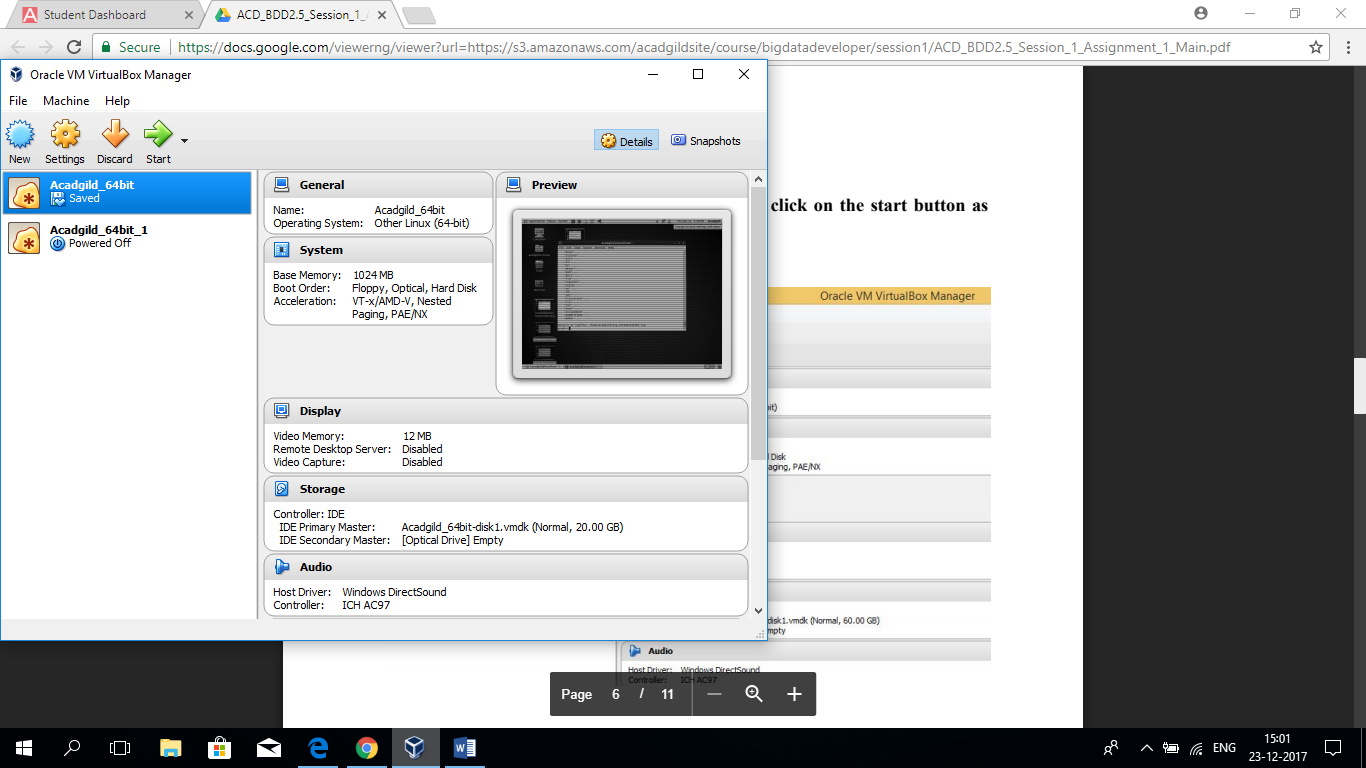 Student Dashboard
ACD_BDD2.5_Session_1_
Secure
https://docs.google.com/viewerng/viewer?url=https://s3.amazonaws.com/acadgildsite/course/bigdatadeveloper/session1/ACD_BDD2.5_Session_1_Assignment_1_Main.pdf
Oracle VM VirtualBox Manager
File Machine Help
New Settings Discard Start
Details Snapshots
Acadgild_64bit
Saved
Acadgild_64bit_1
Powered Off
General
Name: Acadgild_64bit
Operating System: Other Linux (64-bit)
System
Base Memory: 1024 MB
Boot Order: Floppy, Optical, Hard Disk
Acceleration: VT-x/AMD-V, Nested
Paging, PAE/NX
Preview
Display
Video Memory: 12 MB
Remote Desktop Server: Disabled
Video Capture: Disabled
Storage
Controller: IDE
IDE Primary Master: Acadgild_64bit-disk1.vmdk (Normal, 20.00 GB)
IDE Secondary Master: [Optical Drive] Empty
Audio
Host Driver: Windows DirectSound
Controller: ICH AC97
click on the start button as
Oracle VM VirtualBox Manager
bit)
Disk
aging, PAE/NX
disk1.vmdk (Normal, 60.00 GB)
mpty
Audio
Host Driver: Windows DirectSound
Controller: ICH AC97
Page 6 / 11
ENG
15:01
23-12-2017